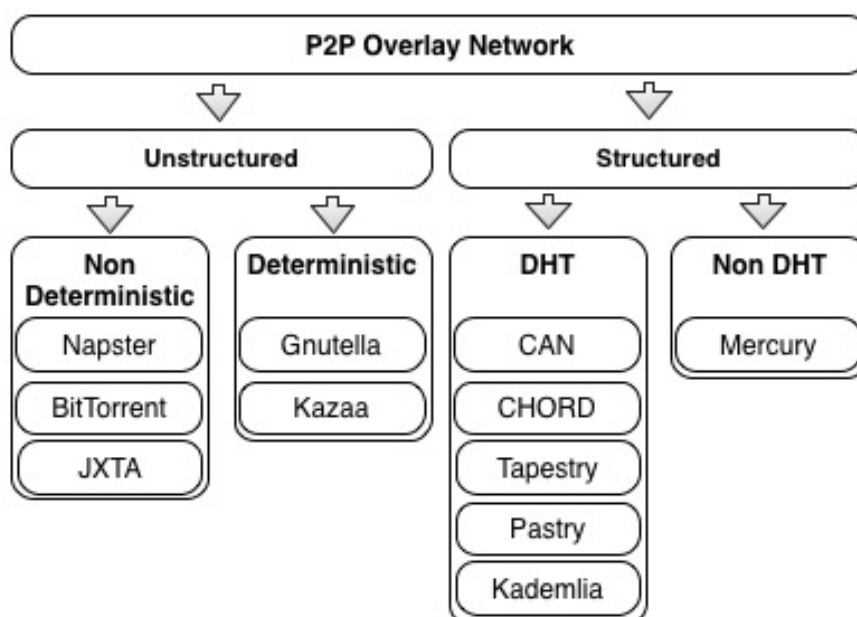 P2P Overlay Network
Unstructured
Structured
Non
Deterministic
Napster
BitTorrent
JXTA
Deterministic
Gnutella
Kazaa
DHT
CAN
CHORD
Tapestry
Pastry
Kademlia
Non DHT
Mercury